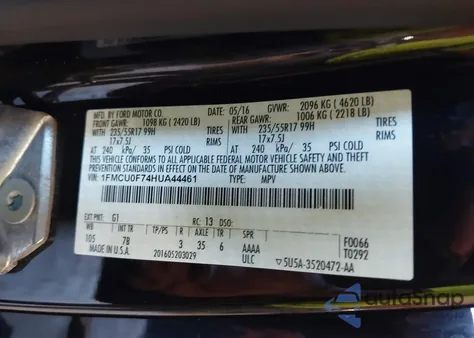 MFD. BY FORD MOTOR CO.
DATE: 05/16 GVWR: 2096 KG ( 4620 LB)
FRONT GAWR: 1098 KG ( 2420 LB) REAR GAWR: 1006 KG ( 2218 LB)
235/55R17 99H TIRES 235/55R17 99H TIRES
17x7.5J RIMS 17x7.5J RIMS
AT 240 kPa/ 35 PSI COLD AT 240 kPa/ 35 PSI COLD
THIS VEHICLE CONFORMS TO ALL APPLICABLE FEDERAL MOTOR VEHICLE SAFETY AND THEFT
PREVENTION STANDARDS IN EFFECT ON THE DATE OF MANUFACTURE SHOWN ABOVE.
VIN: 1FMCU0F74HUA44461 TYPE: MPV
EXT PNT: G1 RC: 13 DSO:
WB TP/PS R AXLE TR SPR F0066
105 7B 3 35 6 AAAA T0292
MADE IN U.S.A. 201605203029 ULC 5U5A-3520472-AA
autosnap